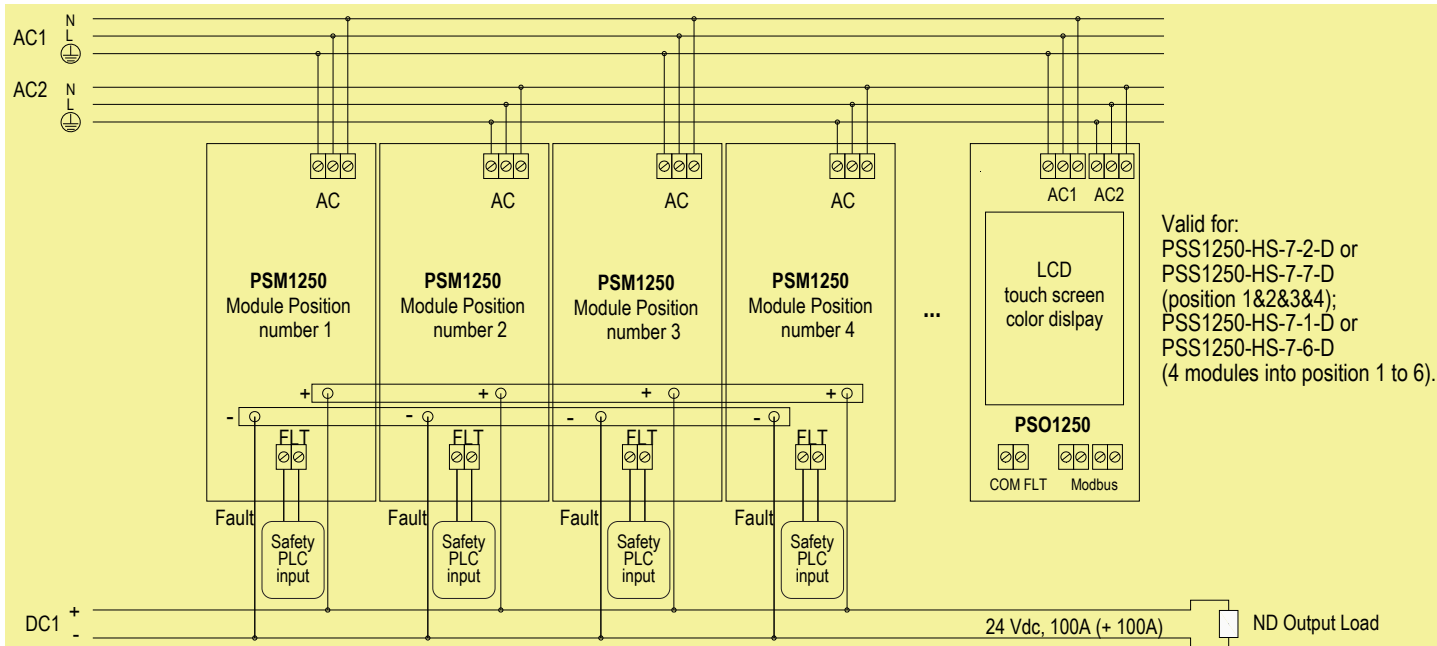 N
AC1 L
AC2 N
L
AC
AC
AC
AC
AC1 AC2
PSM1250
Module Position
number 1
PSM1250
Module Position
number 2
PSM1250
Module Position
number 3
PSM1250
Module Position
number 4
...
LCD
touch screen
color dislpay
Valid for:
PSS1250-HS-7-2-D or
PSS1250-HS-7-7-D
(position 1&2&3&4);
PSS1250-HS-7-1-D or
PSS1250-HS-7-6-D
(4 modules into position 1 to 6).
+ + + +
- - - -
FLT
FLT
FLT
FLT
PSO1250
COM FLT Modbus
Fault
Fault
Fault
Fault
Safety
PLC
input
Safety
PLC
input
Safety
PLC
input
Safety
PLC
input
DC1 +
-
24 Vdc, 100A (+ 100A)
ND Output Load